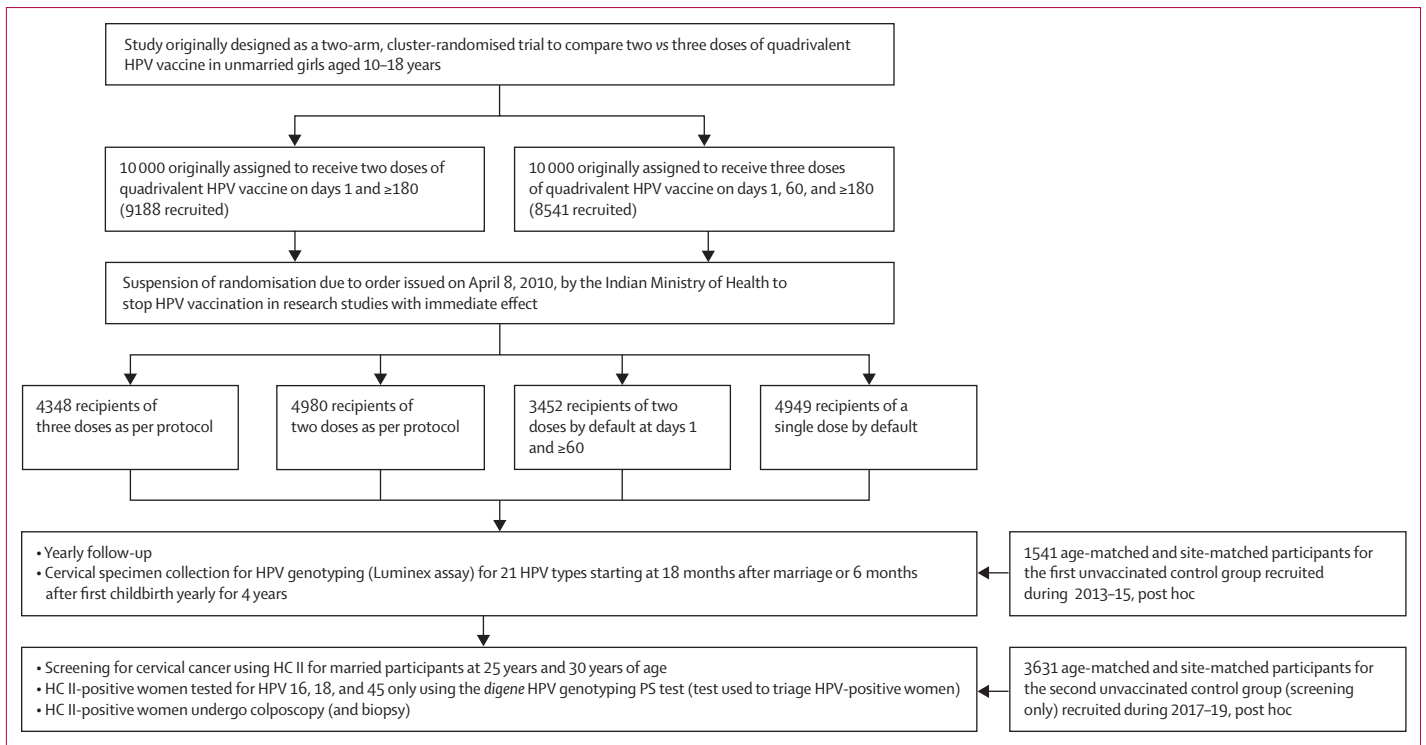 Study originally designed as a two-arm, cluster-randomised trial to compare two vs three doses of quadrivalent
HPV vaccine in unmarried girls aged 10–18 years
10 000 originally assigned to receive two doses of
quadrivalent HPV vaccine on days 1 and ≥180
(9188 recruited)
10 000 originally assigned to receive three doses
of quadrivalent HPV vaccine on days 1, 60, and ≥180
(8541 recruited)
Suspension of randomisation due to order issued on April 8, 2010, by the Indian Ministry of Health to
stop HPV vaccination in research studies with immediate effect
4348 recipients of
three doses as per protocol
4980 recipients of
two doses as per protocol
3452 recipients of two
doses by default at days 1
and ≥60
4949 recipients of a
single dose by default
• Yearly follow-up
• Cervical specimen collection for HPV genotyping (Luminex assay) for 21 HPV types starting at 18 months after marriage or 6 months
after first childbirth yearly for 4 years
1541 age-matched and site-matched participants for
the first unvaccinated control group recruited
during 2013–15, post hoc
• Screening for cervical cancer using HC II for married participants at 25 years and 30 years of age
• HC II-positive women tested for HPV 16, 18, and 45 only using the digene HPV genotyping PS test (test used to triage HPV-positive women)
• HC II-positive women undergo colposcopy (and biopsy)
3631 age-matched and site-matched participants for
the second unvaccinated control group (screening
only) recruited during 2017–19, post hoc